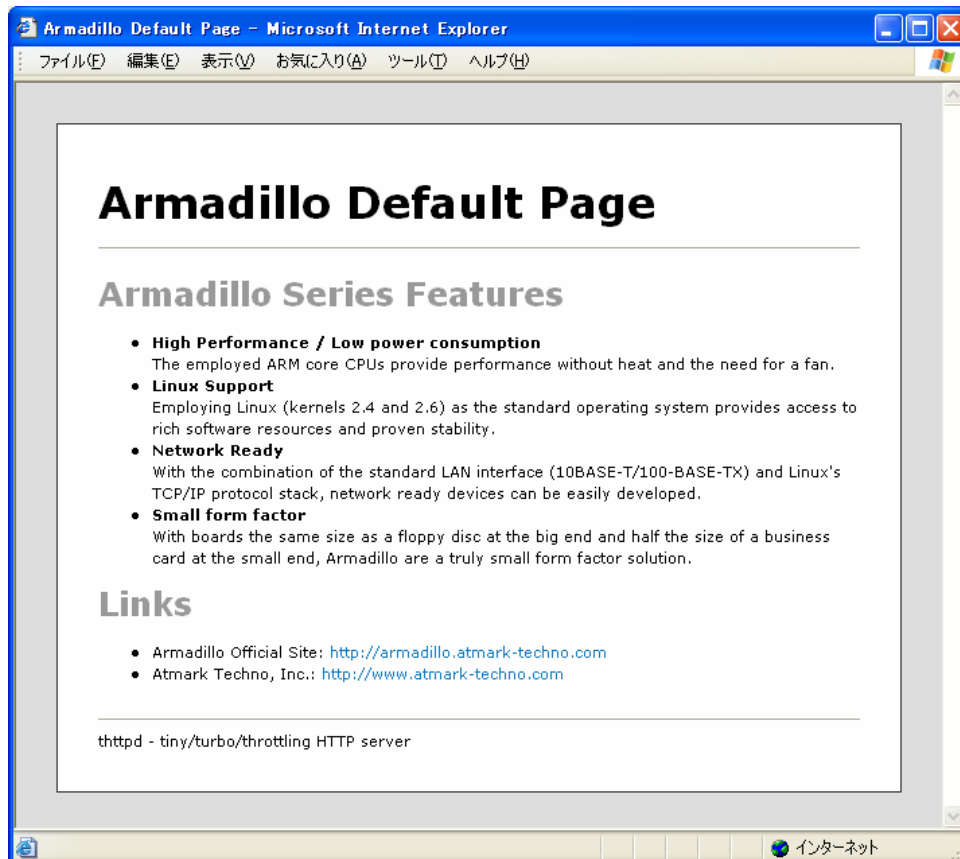 Armadillo Default Page - Microsoft Internet Explorer
ファイル(F) 編集(E) 表示(V) お気に入り(A) ツール(T) ヘルプ(H)
Armadillo Default Page
Armadillo Series Features
• High Performance / Low power consumption
The employed ARM core CPUs provide performance without heat and the need for a fan.
• Linux Support
Employing Linux (kernels 2.4 and 2.6) as the standard operating system provides access to
rich software resources and proven stability.
• Network Ready
With the combination of the standard LAN interface (10BASE-T/100-BASE-TX) and Linux's
TCP/IP protocol stack, network ready devices can be easily developed.
• Small form factor
With boards the same size as a floppy disc at the big end and half the size of a business
card at the small end, Armadillo are a truly small form factor solution.
Links
• Armadillo Official Site: http://armadillo.atmark-techno.com
• Atmark Techno, Inc.: http://www.atmark-techno.com
thttpd - tiny/turbo/throttling HTTP server
インターネット